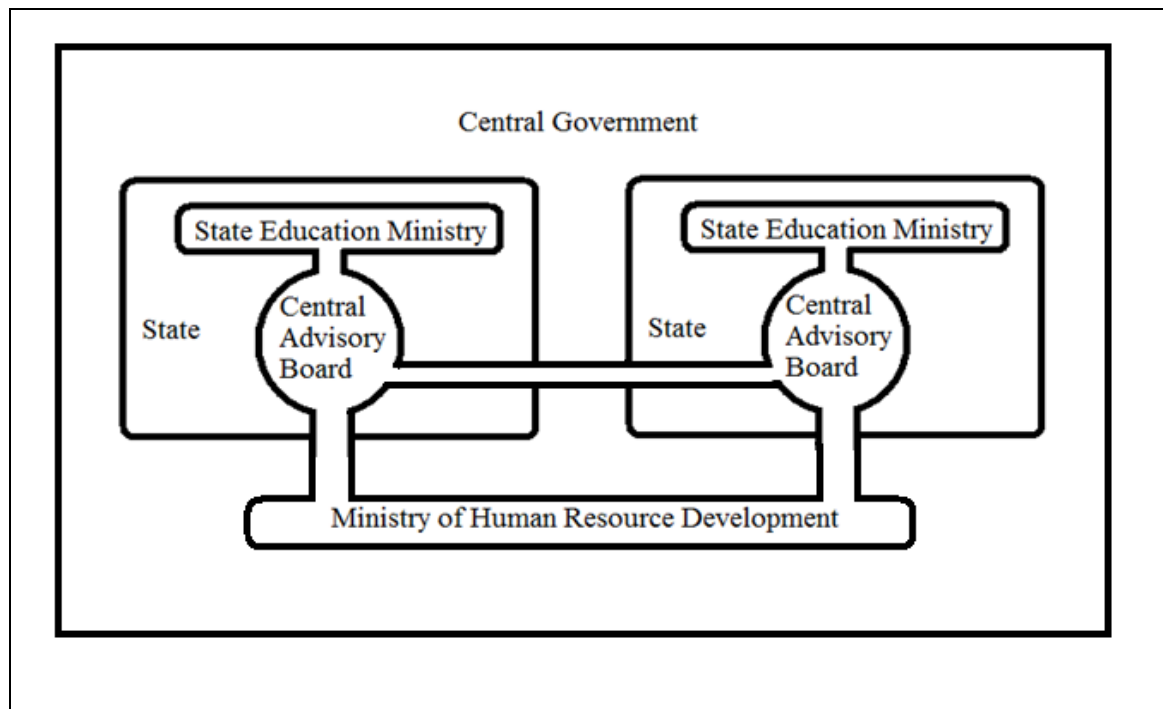 Central Government
State Education Ministry
State
Central
Advisory
Board
State Education Ministry
State
Central
Advisory
Board
Ministry of Human Resource Development